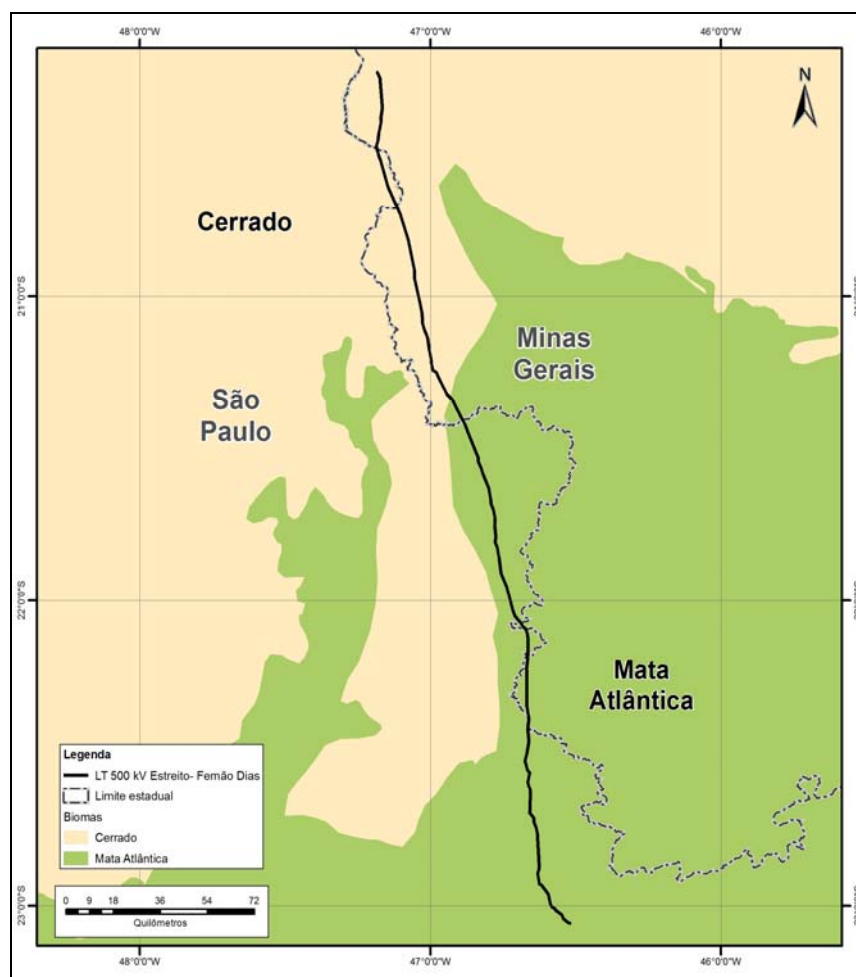 48°0'0"W
47°0'0"W
46°0'0"W
N
Cerrado
21°0'0"S
Minas
Gerais
São
Paulo
22°0'0"S
Mata
Atlântica
Legenda
LT 500 kV Estreito- Fernão Dias
Limite estadual
Biomas
Cerrado
Mata Atlântica
0 9 18 36 54 72
Quilômetros
23°0'0"S
48°0'0"W
47°0'0"W
46°0'0"W